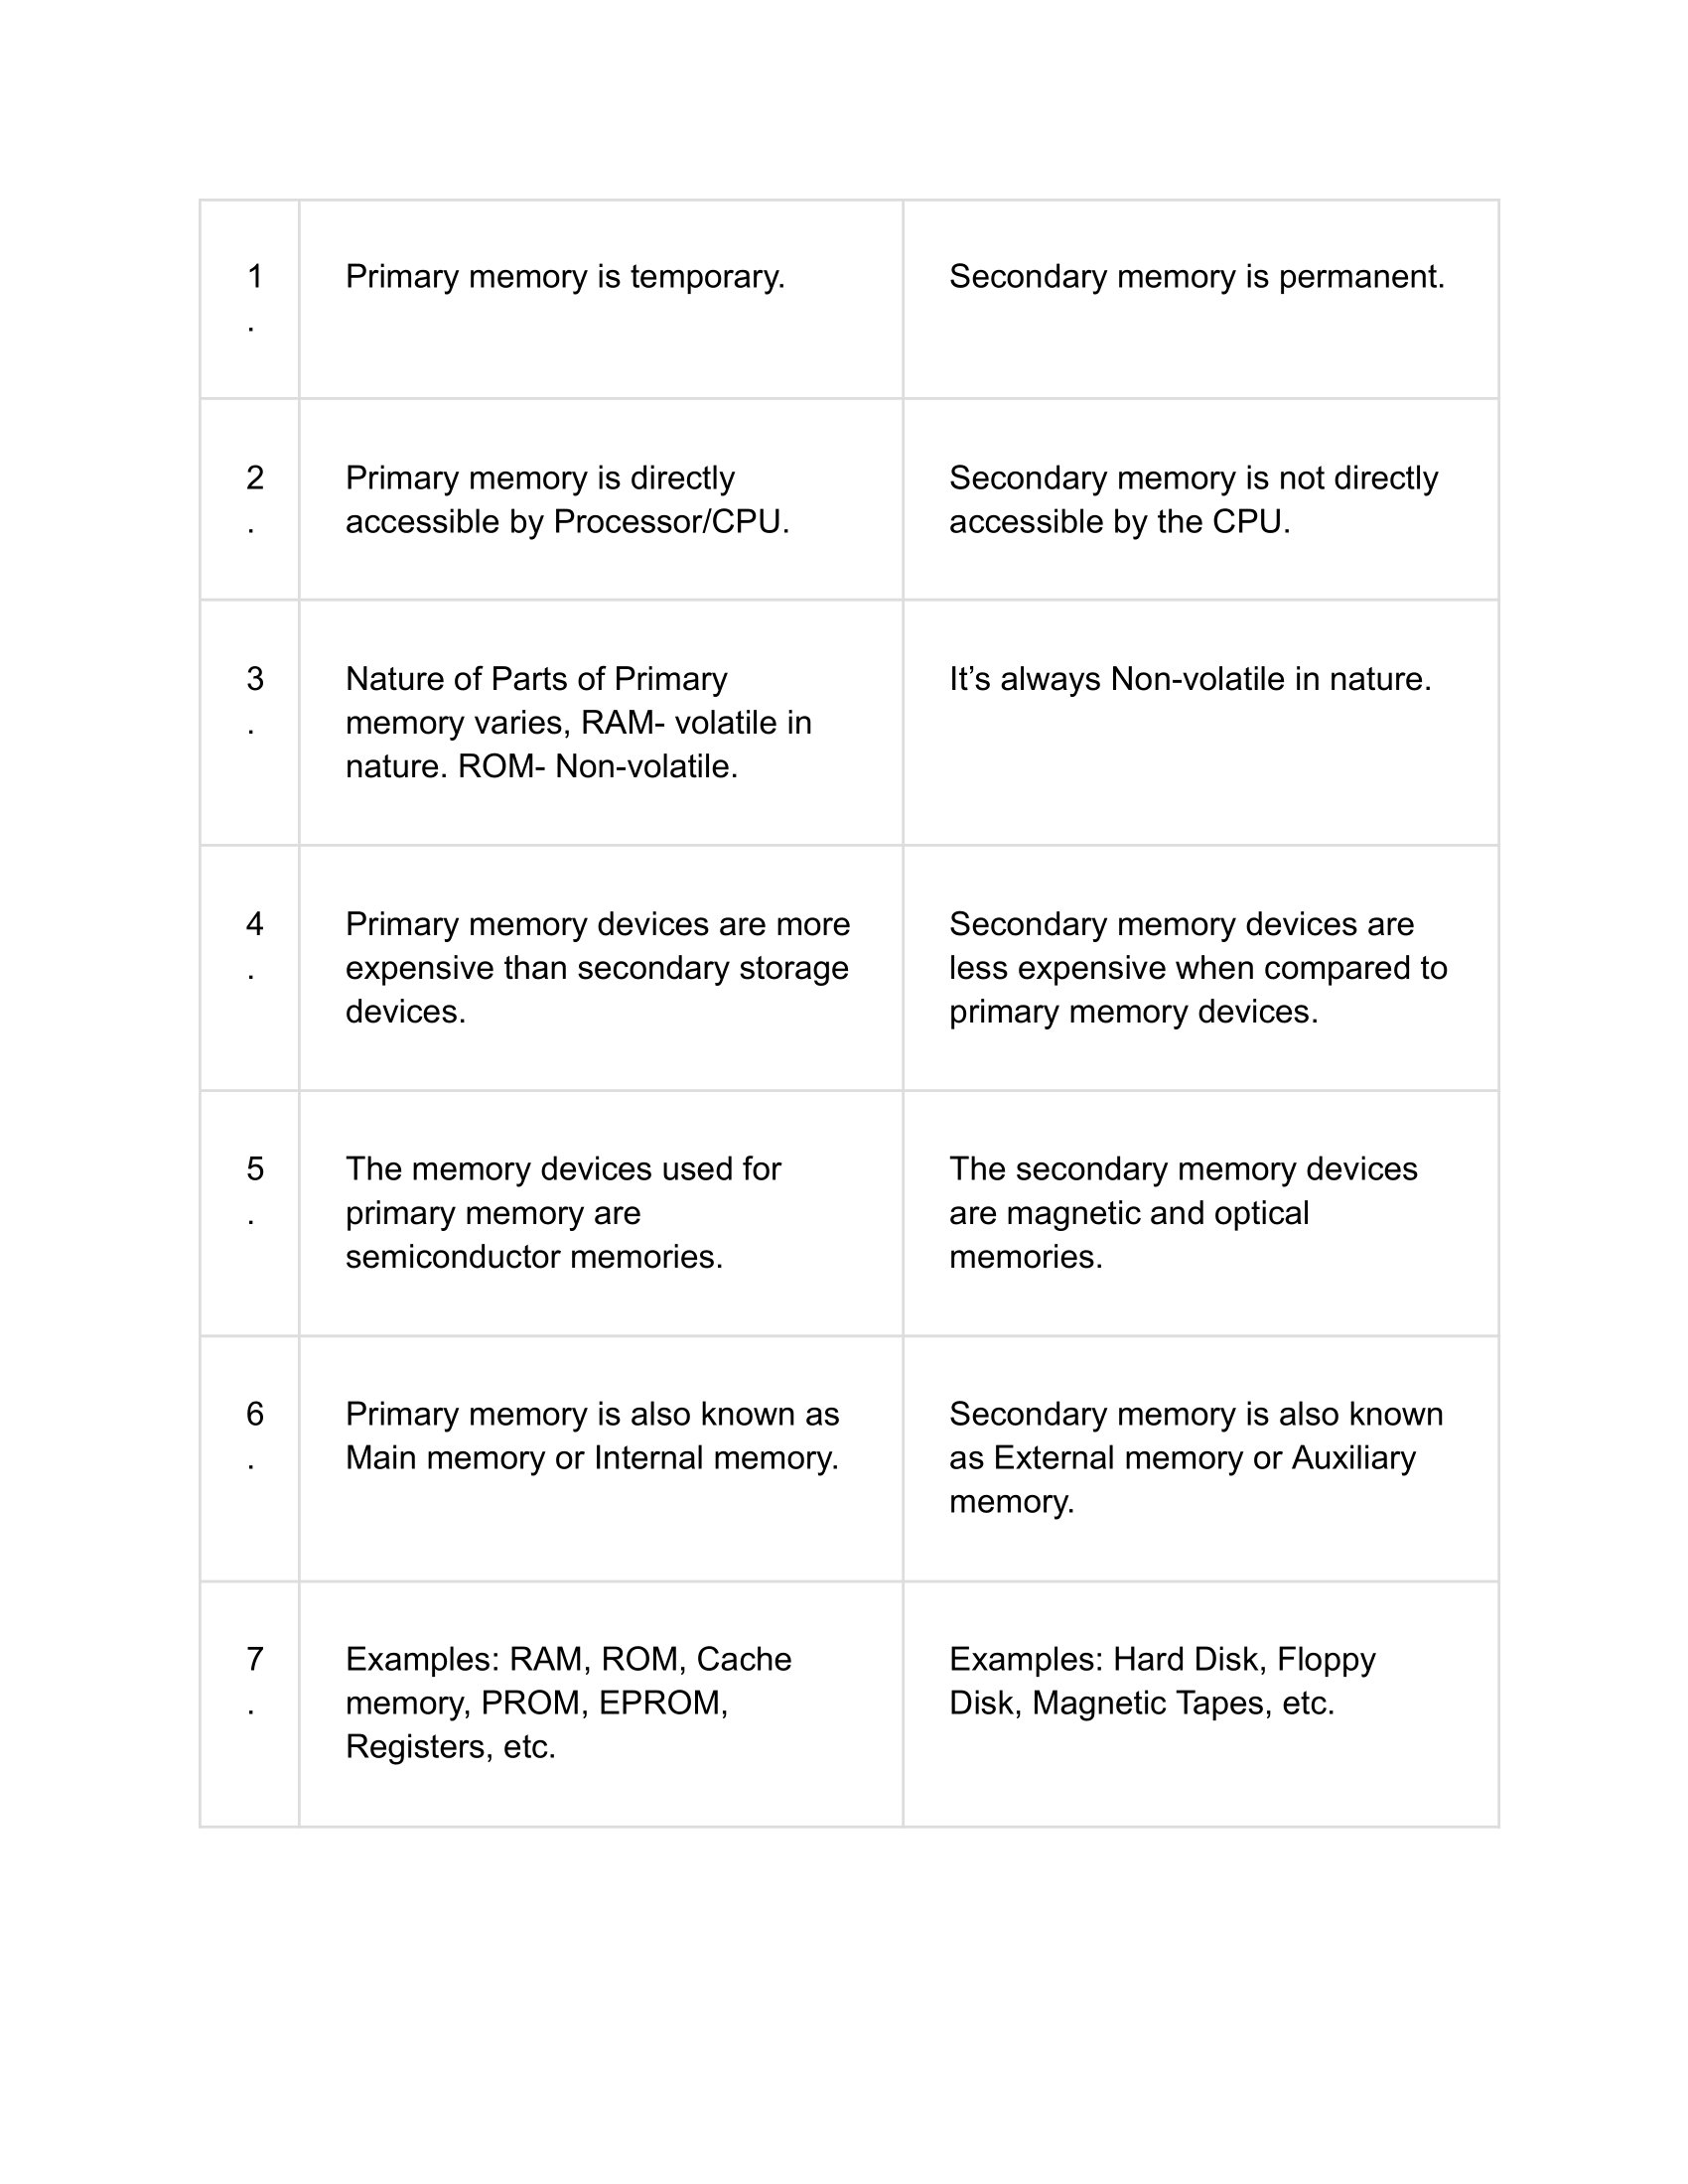 1
.
Primary memory is temporary.
Secondary memory is permanent.
2
.
Primary memory is directly
accessible by Processor/CPU.
Secondary memory is not directly
accessible by the CPU.
3
.
Nature of Parts of Primary
memory varies, RAM- volatile in
nature. ROM- Non-volatile.
It’s always Non-volatile in nature.
4
.
Primary memory devices are more
expensive than secondary storage
devices.
Secondary memory devices are
less expensive when compared to
primary memory devices.
5
.
The memory devices used for
primary memory are
semiconductor memories.
The secondary memory devices
are magnetic and optical
memories.
6
.
Primary memory is also known as
Main memory or Internal memory.
Secondary memory is also known
as External memory or Auxiliary
memory.
7
.
Examples: RAM, ROM, Cache
memory, PROM, EPROM,
Registers, etc.
Examples: Hard Disk, Floppy
Disk, Magnetic Tapes, etc.